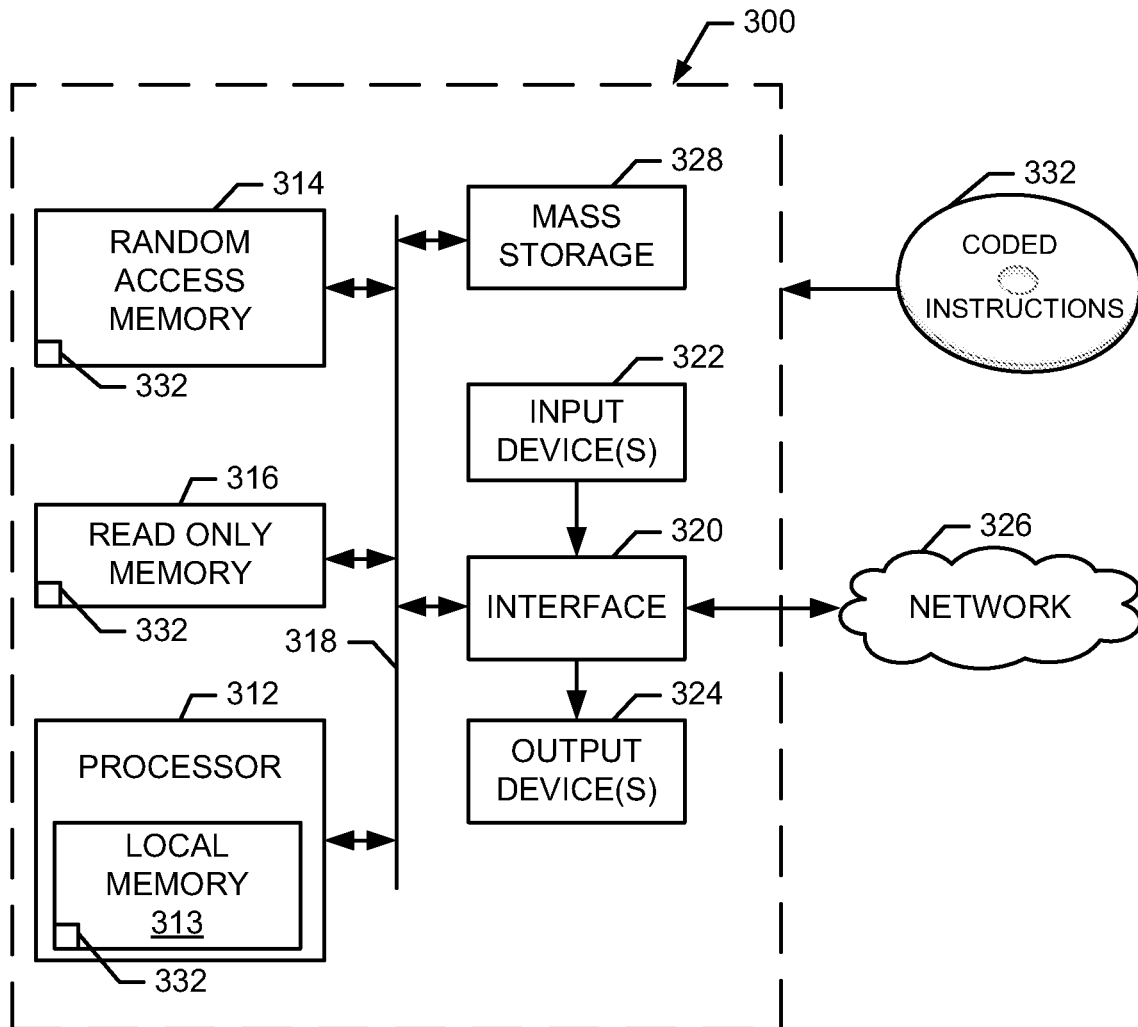 300
314
RANDOM
ACCESS
MEMORY
332
328
MASS
STORAGE
332
CODED
INSTRUCTIONS
322
INPUT
DEVICE(S)
316
READ ONLY
MEMORY
332
320
INTERFACE
326
NETWORK
318
312
PROCESSOR
LOCAL
MEMORY
313
332
324
OUTPUT
DEVICE(S)